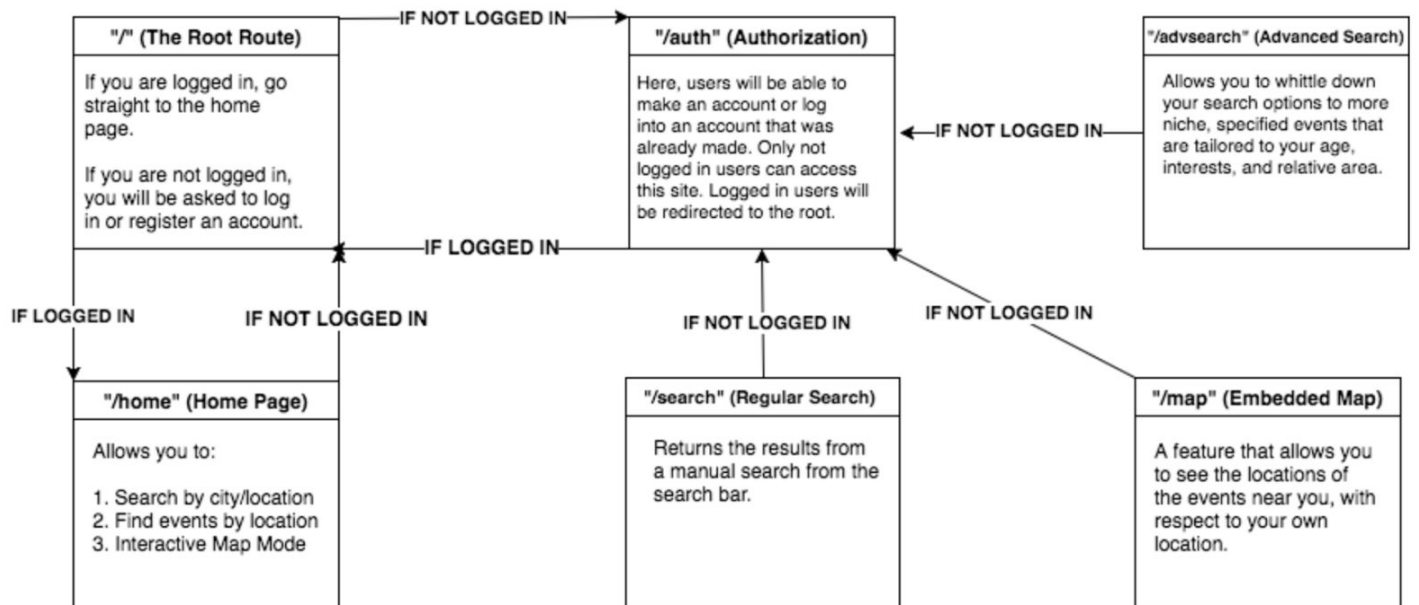 IF NOT LOGGED IN
"/" (The Root Route)
If you are logged in, go
straight to the home
page.
If you are not logged in,
you will be asked to log
in or register an account.
"/auth" (Authorization)
Here, users will be able to
make an account or log
into an account that was
already made. Only not
logged in users can access
this site. Logged in users will
be redirected to the root.
"/advsearch" (Advanced Search)
Allows you to whittle down
your search options to more
niche, specified events that
are tailored to your age,
interests, and relative area.
IF NOT LOGGED IN
IF LOGGED IN
IF LOGGED IN
IF NOT LOGGED IN
IF NOT LOGGED IN
IF NOT LOGGED IN
"/home" (Home Page)
Allows you to:
1. Search by city/location
2. Find events by location
3. Interactive Map Mode
"/search" (Regular Search)
Returns the results from
a manual search from the
search bar.
"/map" (Embedded Map)
A feature that allows you
to see the locations of
the events near you, with
respect to your own
location.